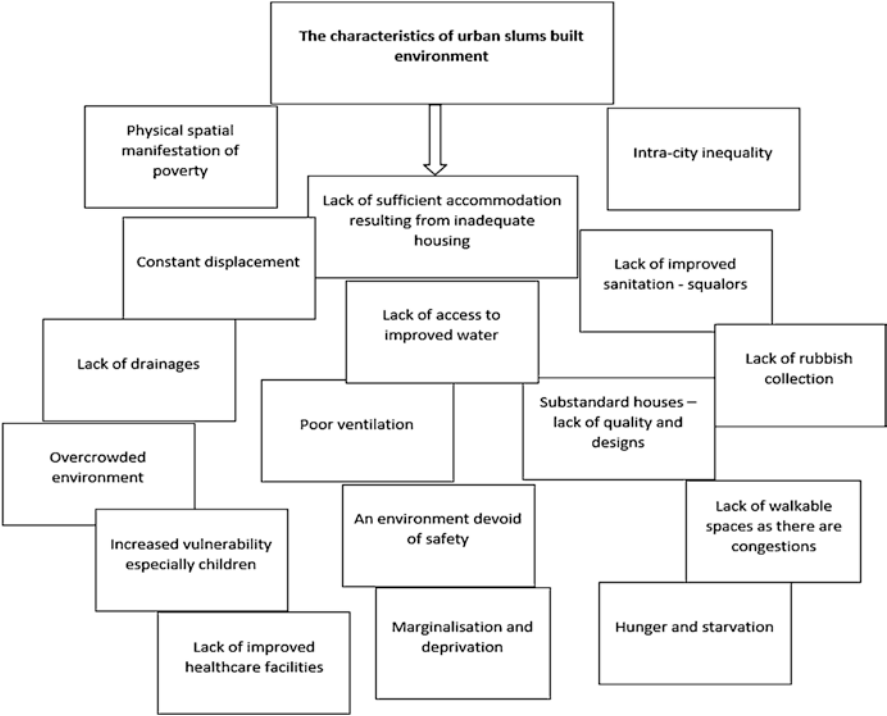 The characteristics of urban slums built
environment
Physical spatial
manifestation of
poverty
Intra-city inequality
Lack of sufficient accommodation
resulting from inadequate
housing
Constant displacement
Lack of improved
sanitation - squalors
Lack of access to
improved water
Lack of drainages
Lack of rubbish
collection
Poor ventilation
Substandard houses –
lack of quality and
designs
Overcrowded
environment
An environment devoid
of safety
Lack of walkable
spaces as there are
congestions
Increased vulnerability
especially children
Marginalisation and
deprivation
Hunger and starvation
Lack of improved
healthcare facilities